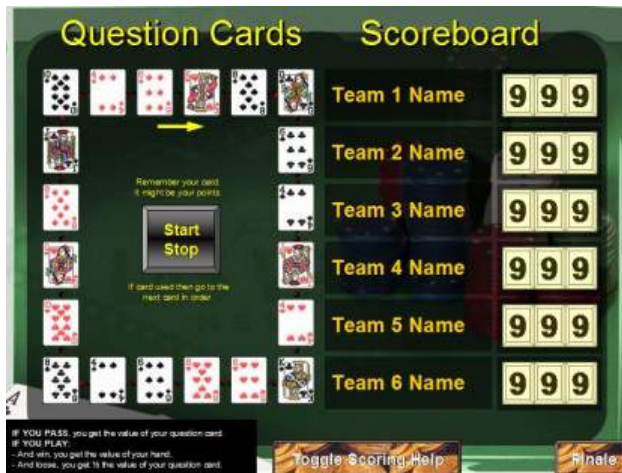 Question Cards
Scoreboard
Remember your card.
It might be your points.
Start
Stop
If card used then go to the
next card in order.
Team 1 Name
999
Team 2 Name
999
Team 3 Name
999
Team 4 Name
999
Team 5 Name
999
Team 6 Name
999
IF YOU PASS, you get the value of your question card.
IF YOU PLAY:
- And win, you get the value of your hand.
- And loose, you get ½ the value of your question card.
Toggle Scoring Help
Finale